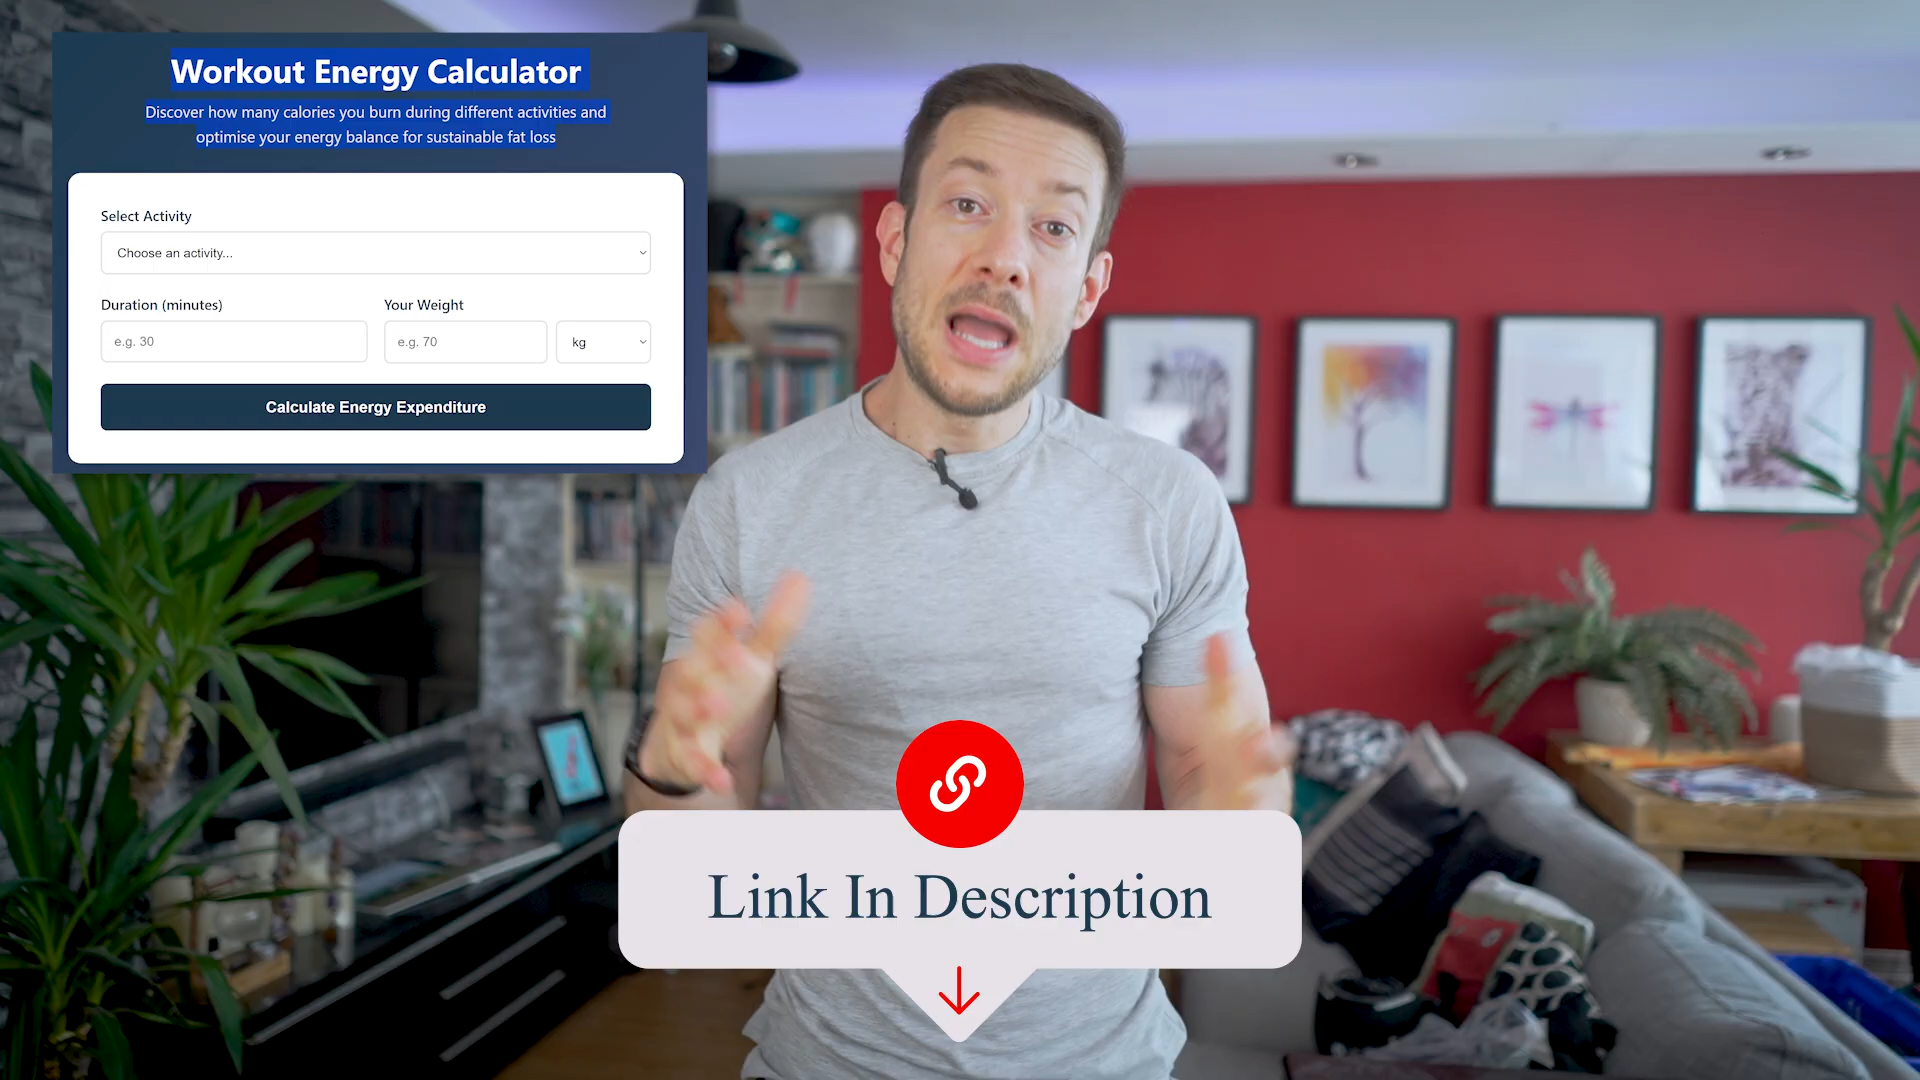 Workout Energy Calculator
Discover how many calories you burn during different activities and
optimise your energy balance for sustainable fat loss
Select Activity
Choose an activity...
Duration (minutes)
Your Weight
e.g. 30
e.g. 70
kg
Calculate Energy Expenditure
Link In Description